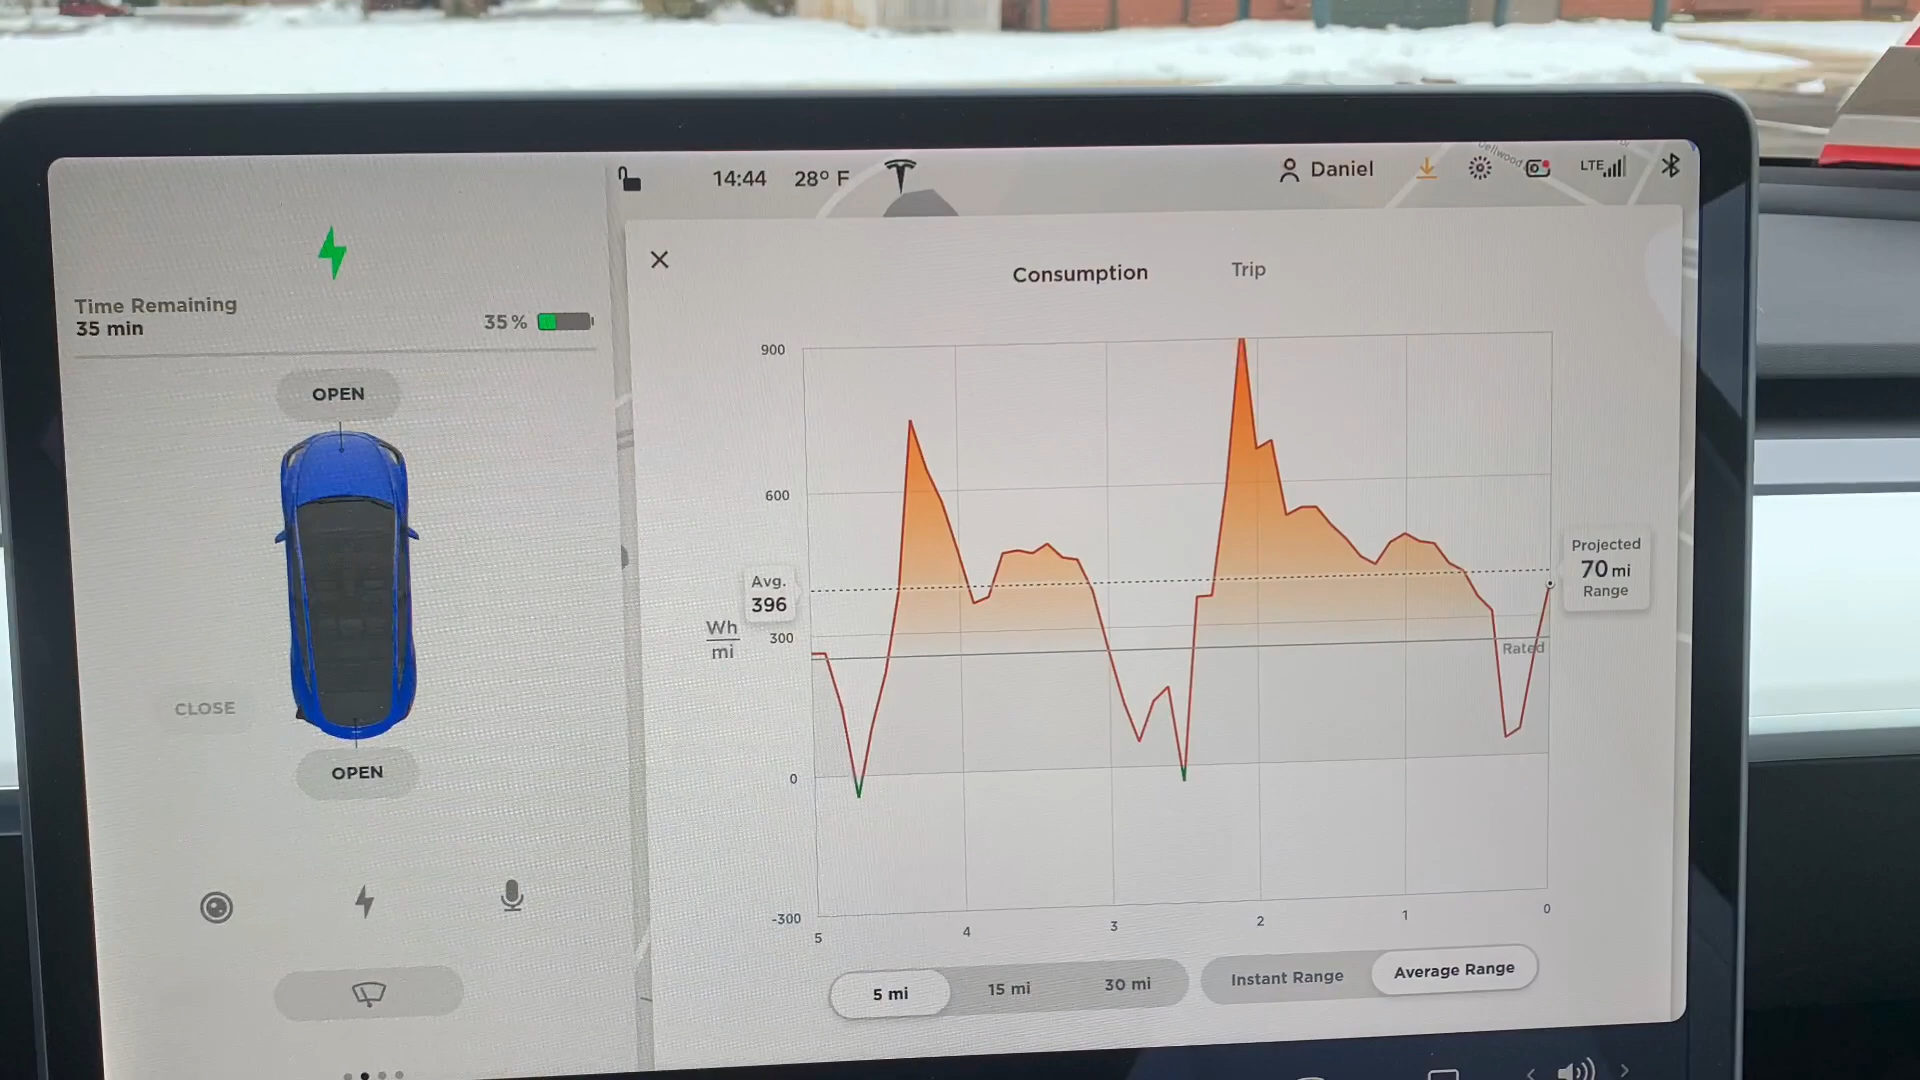 14:44
28° F
Daniel
Dellwood
LTE
Time Remaining
35 min
35%
OPEN
CLOSE
OPEN
Consumption
Trip
900
600
300
0
-300
Wh
mi
Avg.
396
Projected
70 mi
Range
Rated
5
4
3
2
1
0
5 mi
15 mi
30 mi
Instant Range
Average Range